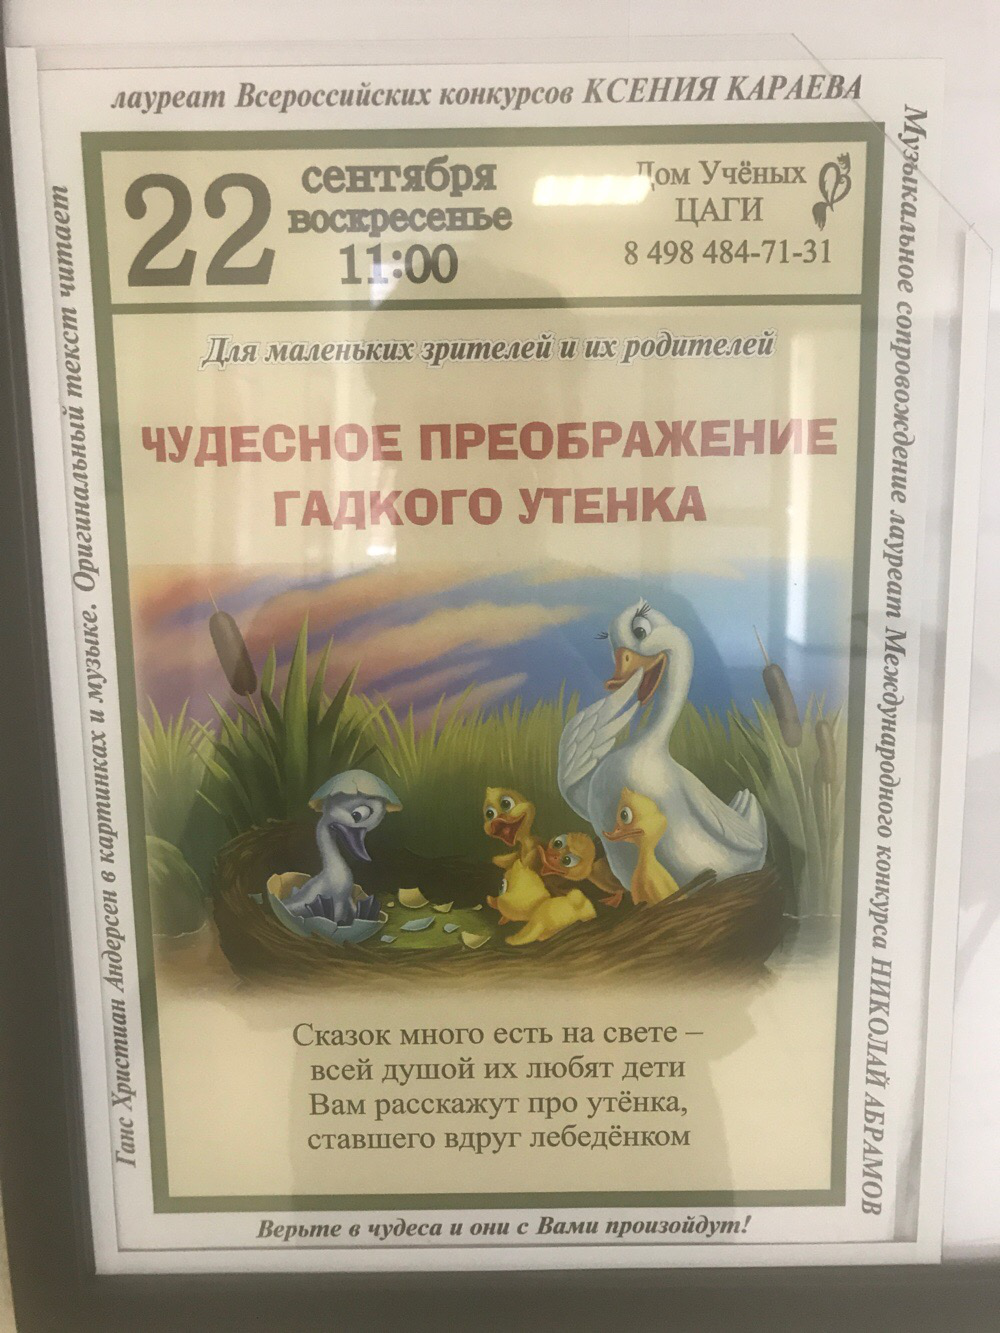 лауреат Всероссийских конкурсов КСЕНИЯ КАРАЕВА
22
сентября
воскресенье
11:00
Дом Учёных
ЦАГИ
8 498 484-71-31
Для маленьких зрителей и их родителей
ЧУДЕСНОЕ ПРЕОБРАЖЕНИЕ
ГАДКОГО УТЕНКА
Сказок много есть на свете –
всей душой их любят дети
Вам расскажут про утёнка,
ставшего вдруг лебедёнком
Верьте в чудеса и они с Вами произойдут!
Ганс Христиан Андерсен в картинках и музыке. Оригинальный текст читает
Музыкальное сопровождение лауреат Международного конкурса НИКОЛАЙ АБРАМОВ